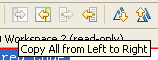 Workspace 2 (read-only)
Copy All from Left to Right